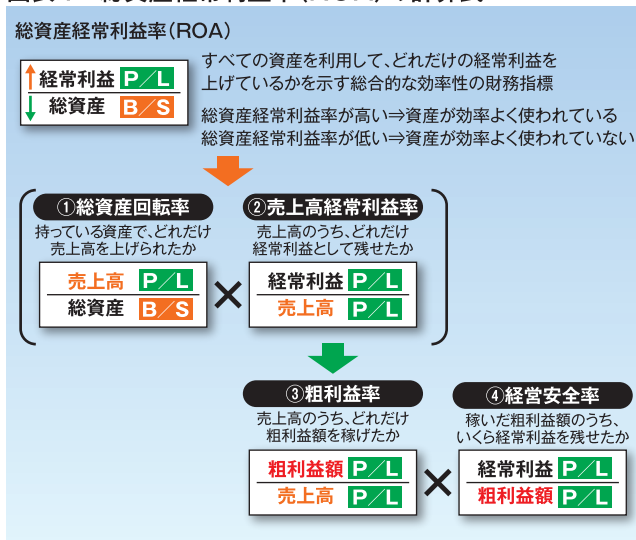 総資産経常利益率(ROA)
すべての資産を利用して、どれだけの経常利益を
上げているかを示す総合的な効率性の財務指標
経常利益 P/L
総資産 B/S
総資産経常利益率が高い⇒資産が効率よく使われている
総資産経常利益率が低い⇒資産が効率よく使われていない
①総資産回転率
持っている資産で、どれだけ
売上高を上げられたか
売上高 P/L
総資産 B/S
×
②売上高経常利益率
売上高のうち、どれだけ
経常利益として残せたか
経常利益 P/L
売上高 P/L
③粗利益率
売上高のうち、どれだけ
粗利益額を稼げたか
粗利益額 P/L
売上高 P/L
×
④経営安全率
稼いだ粗利益額のうち、
いくら経常利益を残せたか
経常利益 P/L
粗利益額 P/L